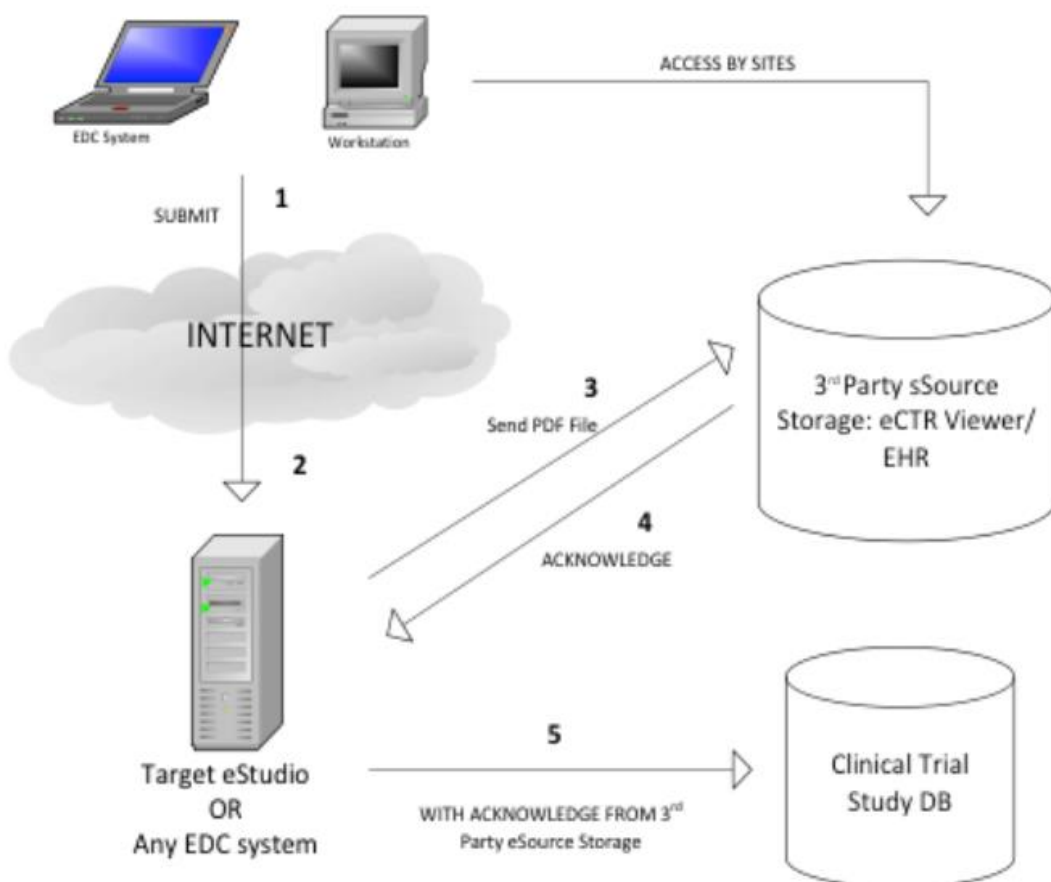 EDC System
Workstation
ACCESS BY SITES
1
SUBMIT
INTERNET
2
3
Send PDF File
3rd Party sSource
Storage: eCTR Viewer/
EHR
4
ACKNOWLEDGE
Target eStudio
OR
Any EDC system
5
WITH ACKNOWLEDGE FROM 3rd
Party eSource Storage
Clinical Trial
Study DB